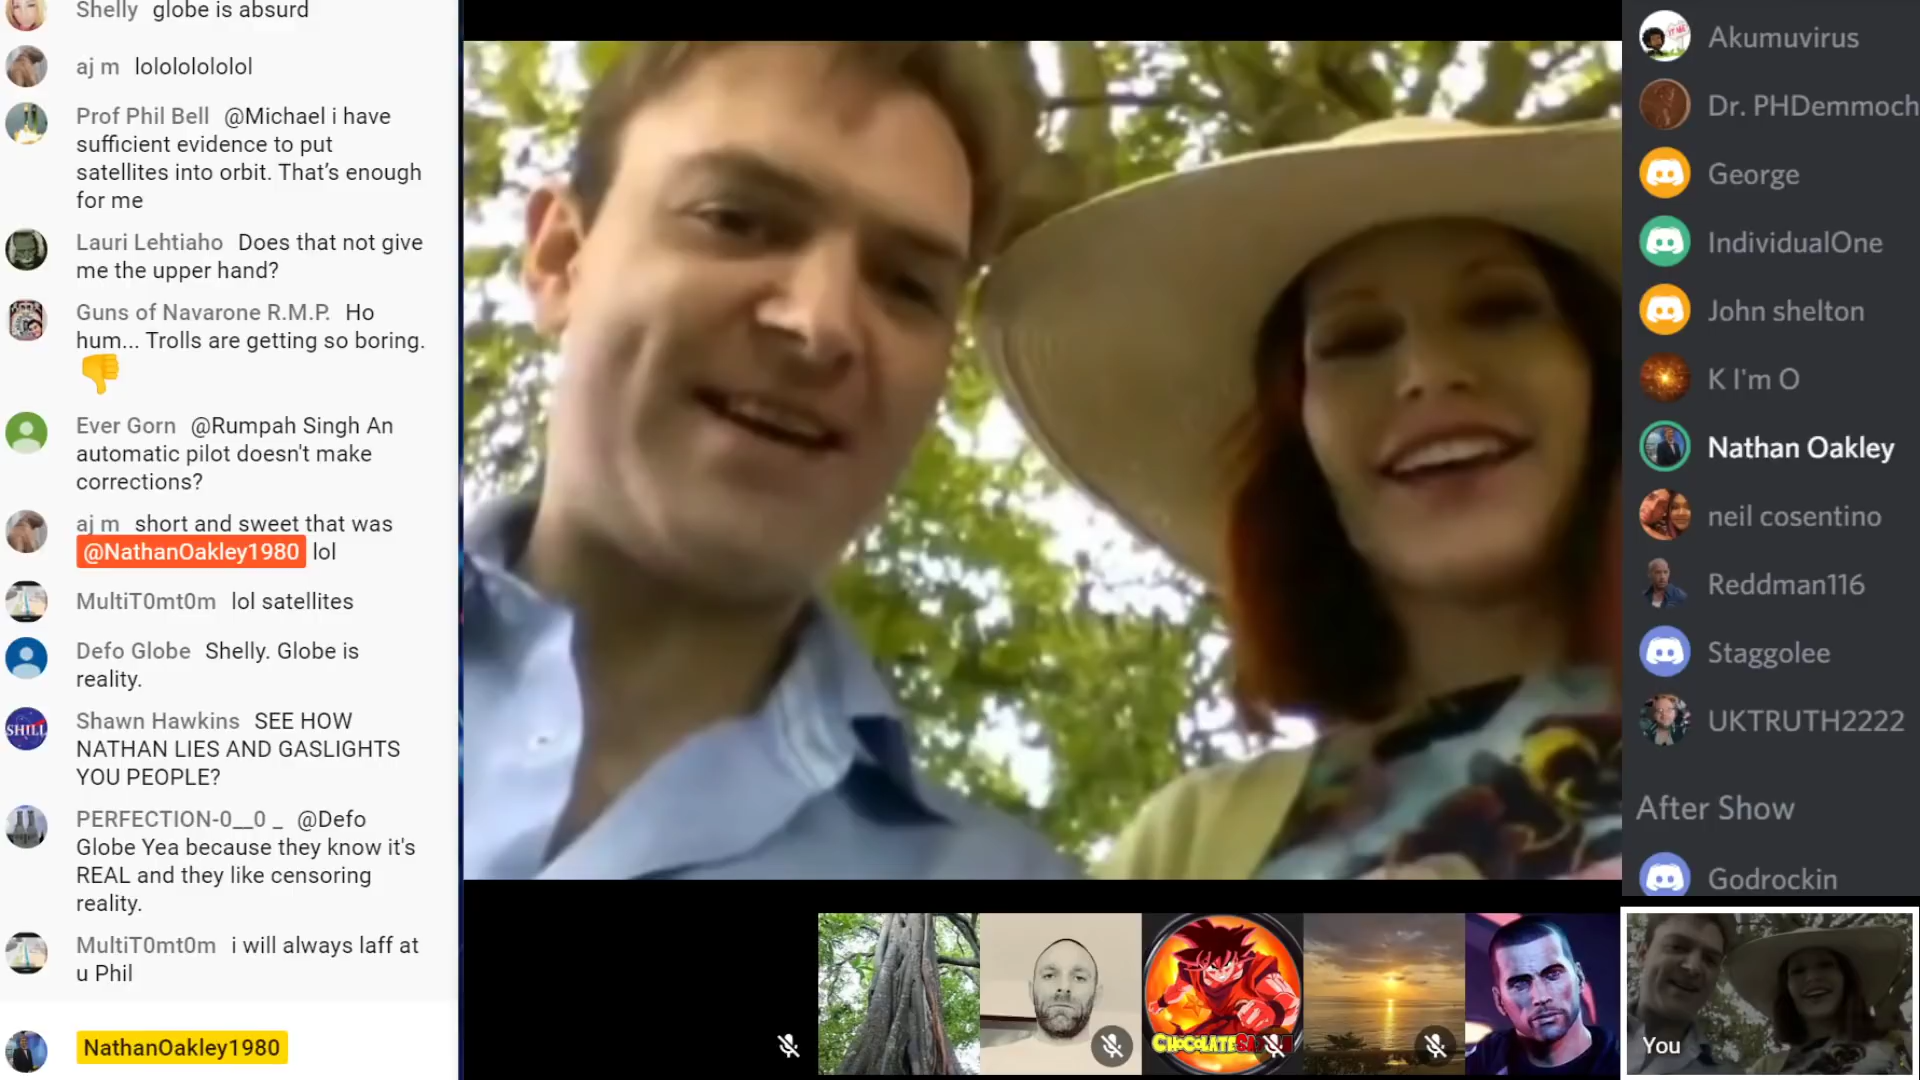 Shelly globe is absurd
aj m lolololololol
Prof Phil Bell @Michael i have
sufficient evidence to put
satellites into orbit. That’s enough
for me
Lauri Lehtiaho Does that not give
me the upper hand?
Guns of Navarone R.M.P. Ho
hum... Trolls are getting so boring.
Ever Gorn @Rumpah Singh An
automatic pilot doesn't make
corrections?
aj m short and sweet that was
@NathanOakley1980 lol
MultiT0mt0m lol satellites
Defo Globe Shelly. Globe is
reality.
SHILL
Shawn Hawkins SEE HOW
NATHAN LIES AND GASLIGHTS
YOU PEOPLE?
PERFECTION-0__0 _ @Defo
Globe Yea because they know it's
REAL and they like censoring
reality.
MultiT0mt0m i will always laff at
u Phil
NathanOakley1980
Akumuvirus
Dr. PHDemmoch
George
IndividualOne
John shelton
K I'm O
Nathan Oakley
neil cosentino
Reddman116
Staggolee
UKTRUTH2222
After Show
Godrockin
You